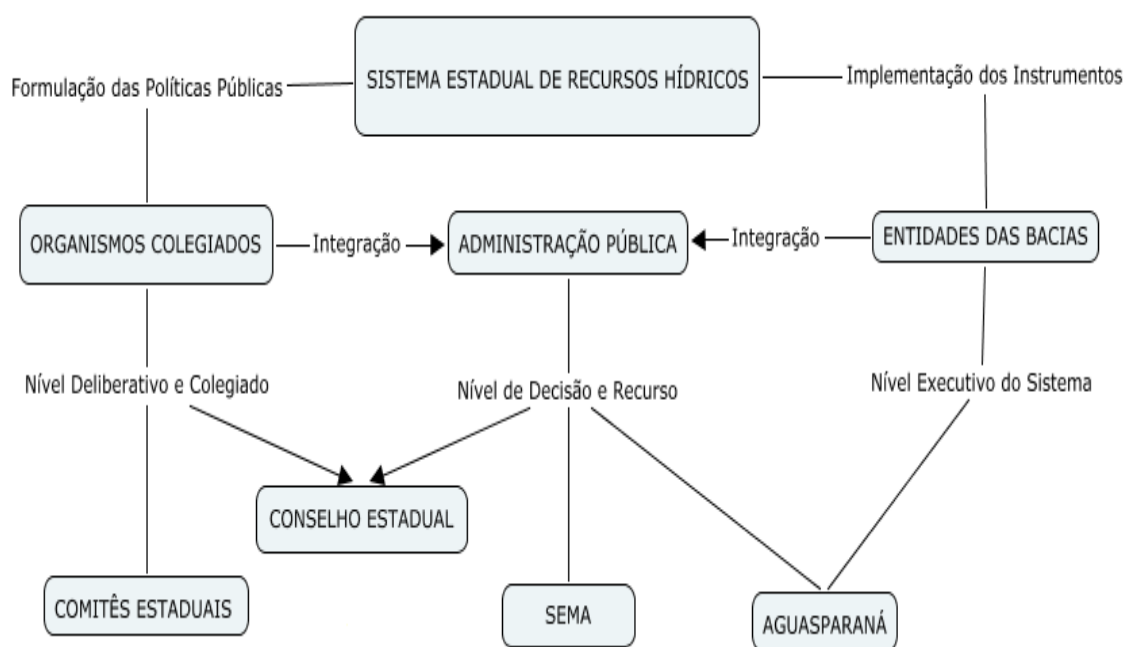 SISTEMA ESTADUAL DE RECURSOS HÍDRICOS
Formulação das Políticas Públicas
Implementação dos Instrumentos
ORGANISMOS COLEGIADOS
Integração
ADMINISTRAÇÃO PÚBLICA
Integração
ENTIDADES DAS BACIAS
Nível Deliberativo e Colegiado
Nível de Decisão e Recurso
Nível Executivo do Sistema
CONSELHO ESTADUAL
COMITÊS ESTADUAIS
SEMA
AGUASPARANÁ